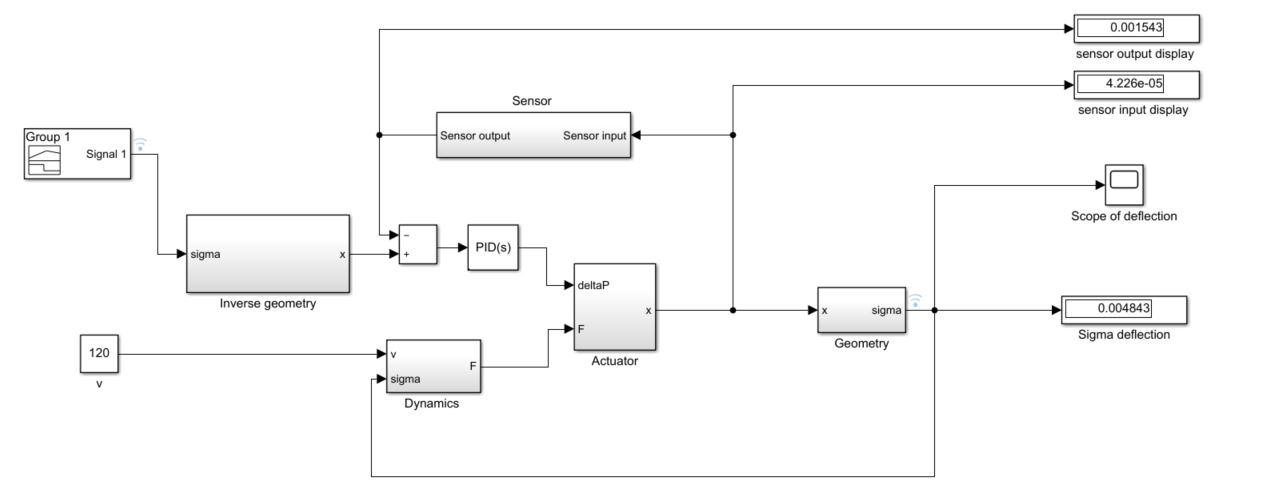 0.001543
sensor output display
4.226e-05
sensor input display
Sensor
Sensor output
Sensor input
Group 1
Signal 1
Scope of deflection
sigma
x
Inverse geometry
−
+
PID(s)
deltaP
F
x
Actuator
x
sigma
Geometry
0.004843
Sigma deflection
120
v
v
sigma
F
Dynamics